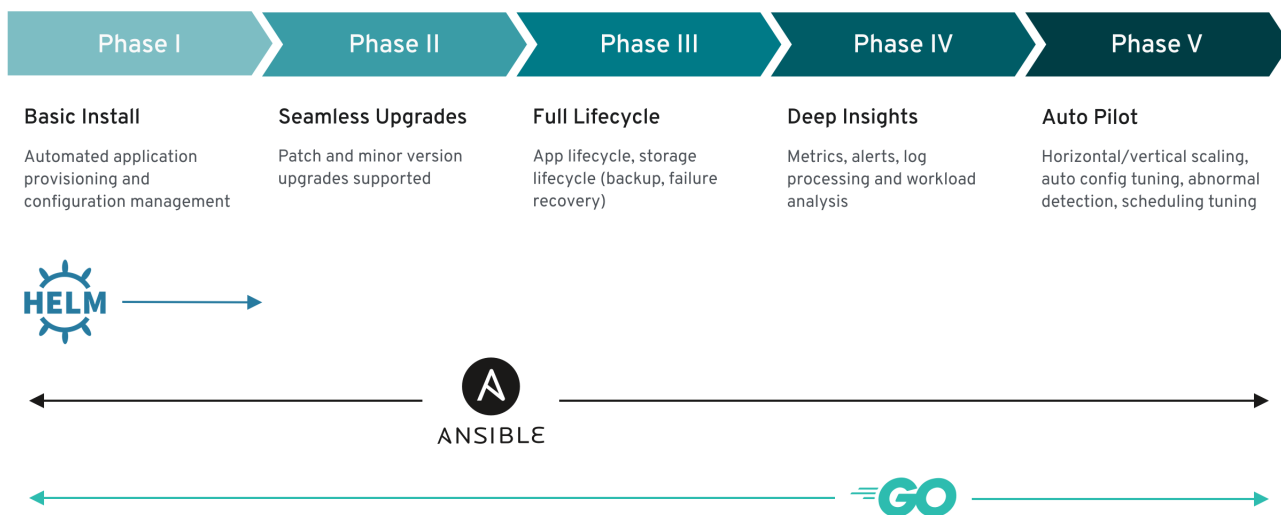 Phase I
Phase II
Phase III
Phase IV
Phase V
Basic Install
Automated application
provisioning and
configuration management
Seamless Upgrades
Patch and minor version
upgrades supported
Full Lifecycle
App lifecycle, storage
lifecycle (backup, failure
recovery)
Deep Insights
Metrics, alerts, log
processing and workload
analysis
Auto Pilot
Horizontal/vertical scaling,
auto config tuning, abnormal
detection, scheduling tuning
HELM
A
ANSIBLE
GO